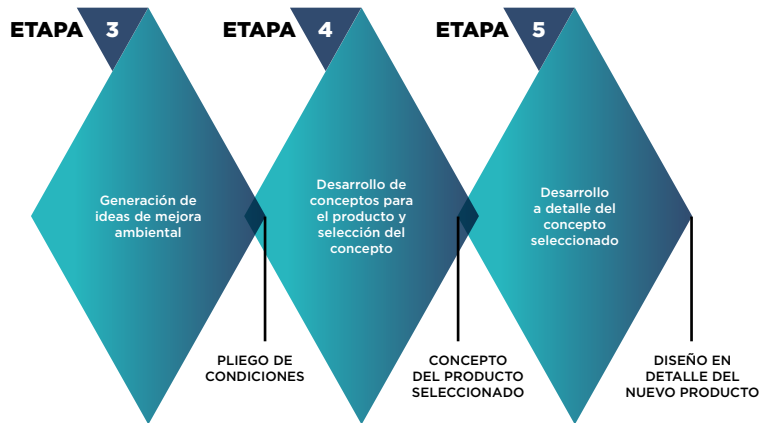 ETAPA 3
ETAPA 4
ETAPA 5
Generación de
ideas de mejora
ambiental
Desarrollo de
conceptos para
el producto y
selección del
concepto
Desarrollo
a detalle del
concepto
seleccionado
PLIEGO DE
CONDICIONES
CONCEPTO
DEL PRODUCTO
SELECCIONADO
DISEÑO EN
DETALLE DEL
NUEVO PRODUCTO